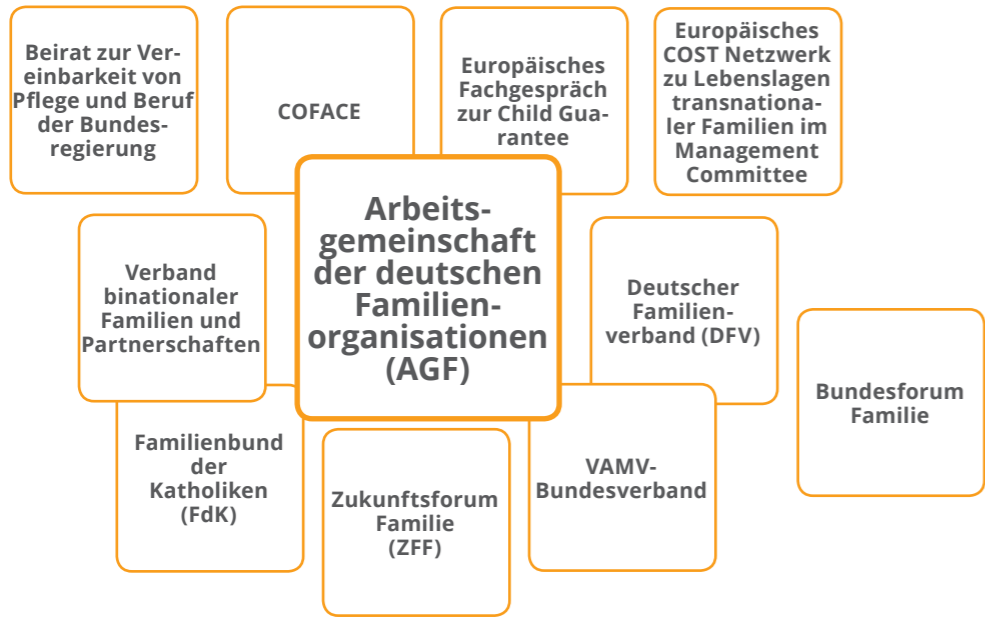 Beirat zur Ver-
einbarkeit von
Pflege und Beruf
der Bundes-
regierung
COFACE
Europäisches
Fachgespräch
zur Child Gua-
rantee
Europäisches
COST Netzwerk
zu Lebenslagen
transnationa-
ler Familien im
Management
Committee
Arbeits-
gemeinschaft
der deutschen
Familien-
organisationen
(AGF)
Verband
binationaler
Familien und
Partnerschaften
Deutscher
Familien-
verband (DFV)
Bundesforum
Familie
Familienbund
der
Katholiken
(FdK)
Zukunftsforum
Familie
(ZFF)
VAMV-
Bundesverband